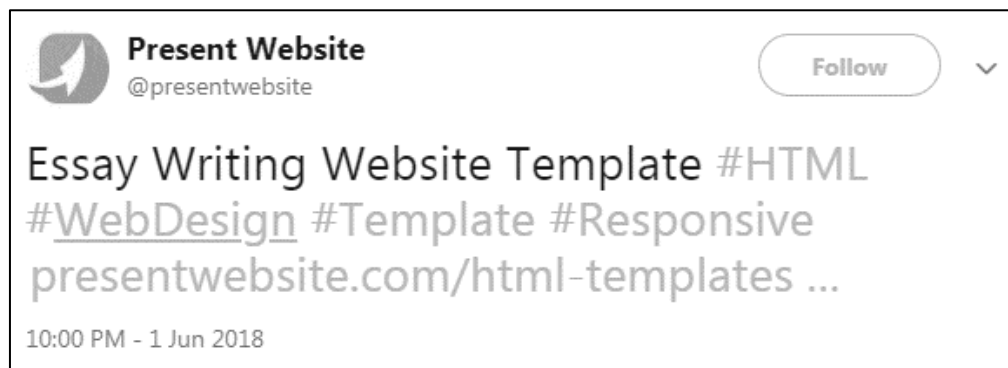 Present Website
@presentwebsite
Follow
Essay Writing Website Template #HTML
#WebDesign #Template #Responsive
presentwebsite.com/html-templates ...
10:00 PM - 1 Jun 2018